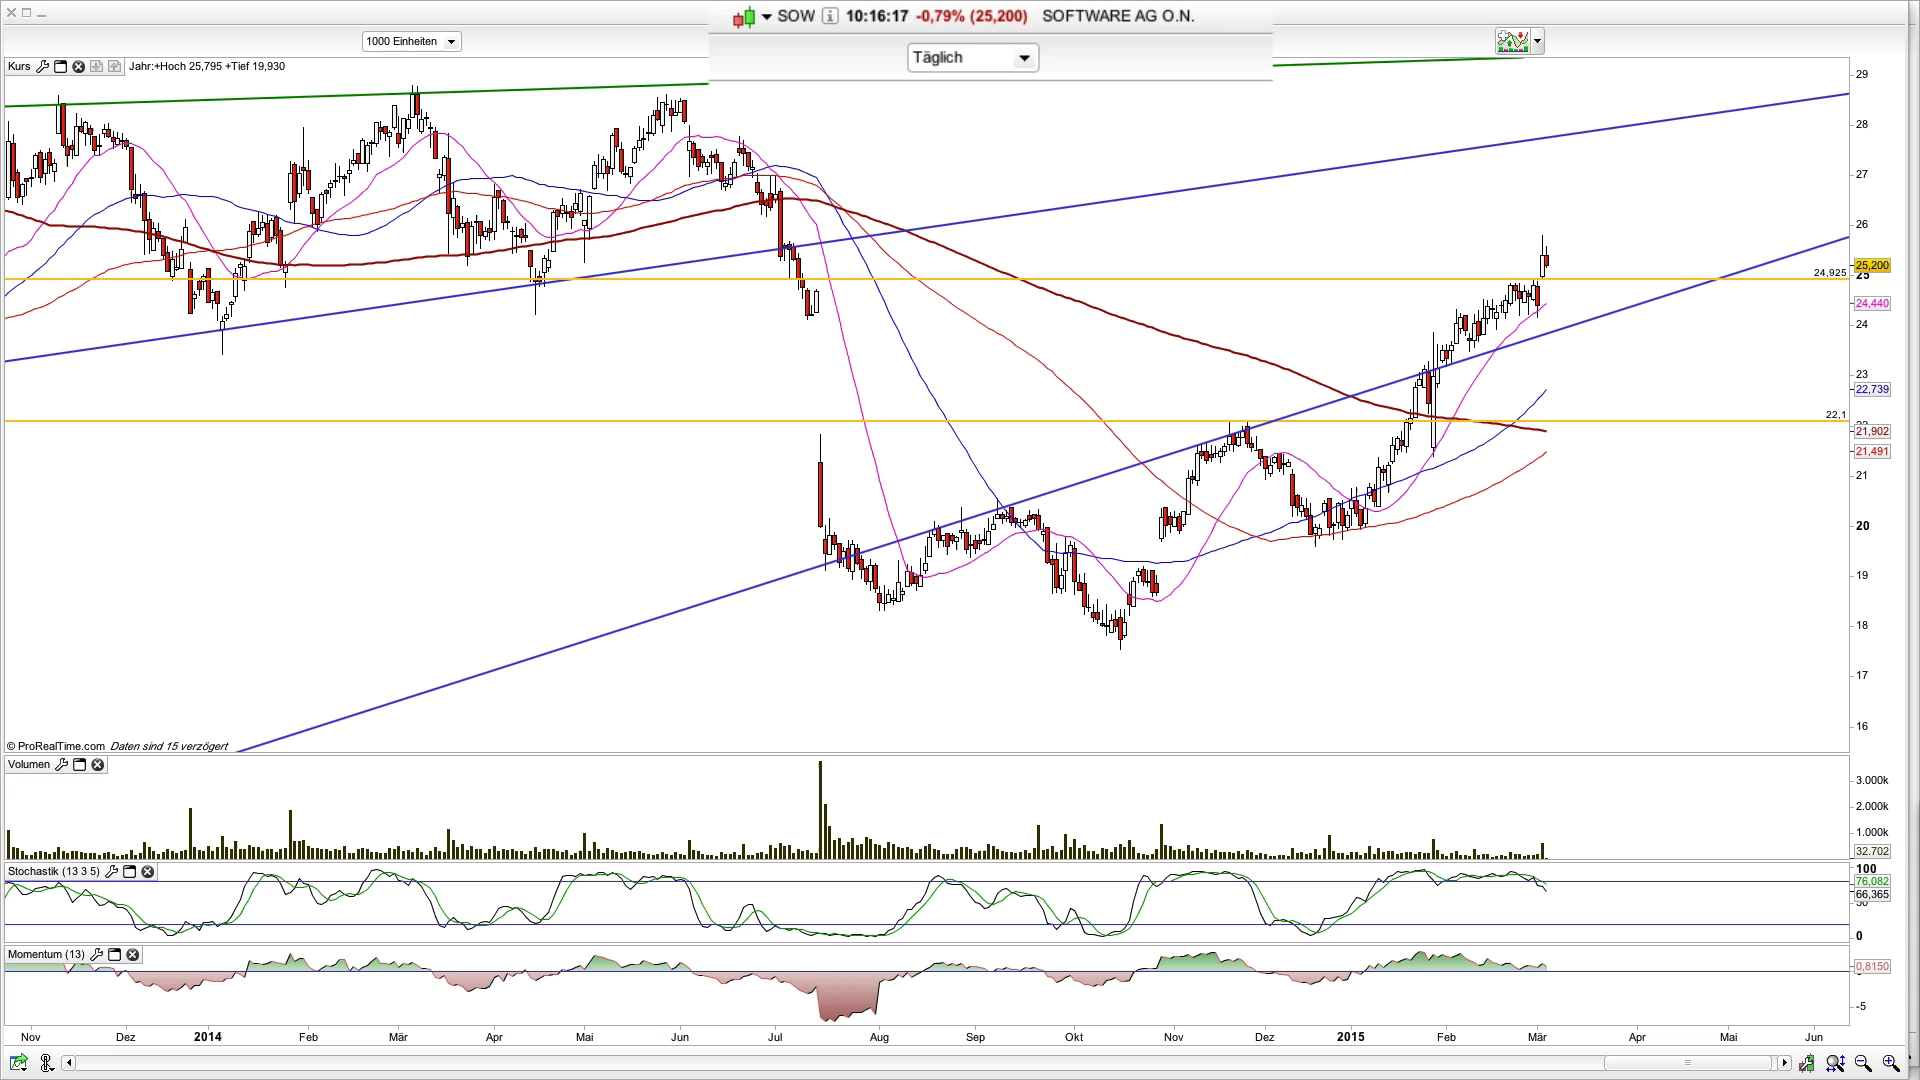 SOW 10:16:17 -0,79% (25,200) SOFTWARE AG O.N.
1000 Einheiten
Täglich
Kurs Jahr:+Hoch 25,795 +Tief 19,930
29
28
27
26
25,200
25
24,925
24,440
24
23
22,739
22,1
21,902
21,491
21
20
19
18
17
16
© ProRealTime.com Daten sind 15 verzögert
Volumen
3.000k
2.000k
1.000k
32.702
Stochastik (13 3 5)
100
76,082
66,365
0
Momentum (13)
0,8150
-5
Nov Dez 2014 Feb Mär Apr Mai Jun Jul Aug Sep Okt Nov Dez 2015 Feb Mär Apr Mai Jun